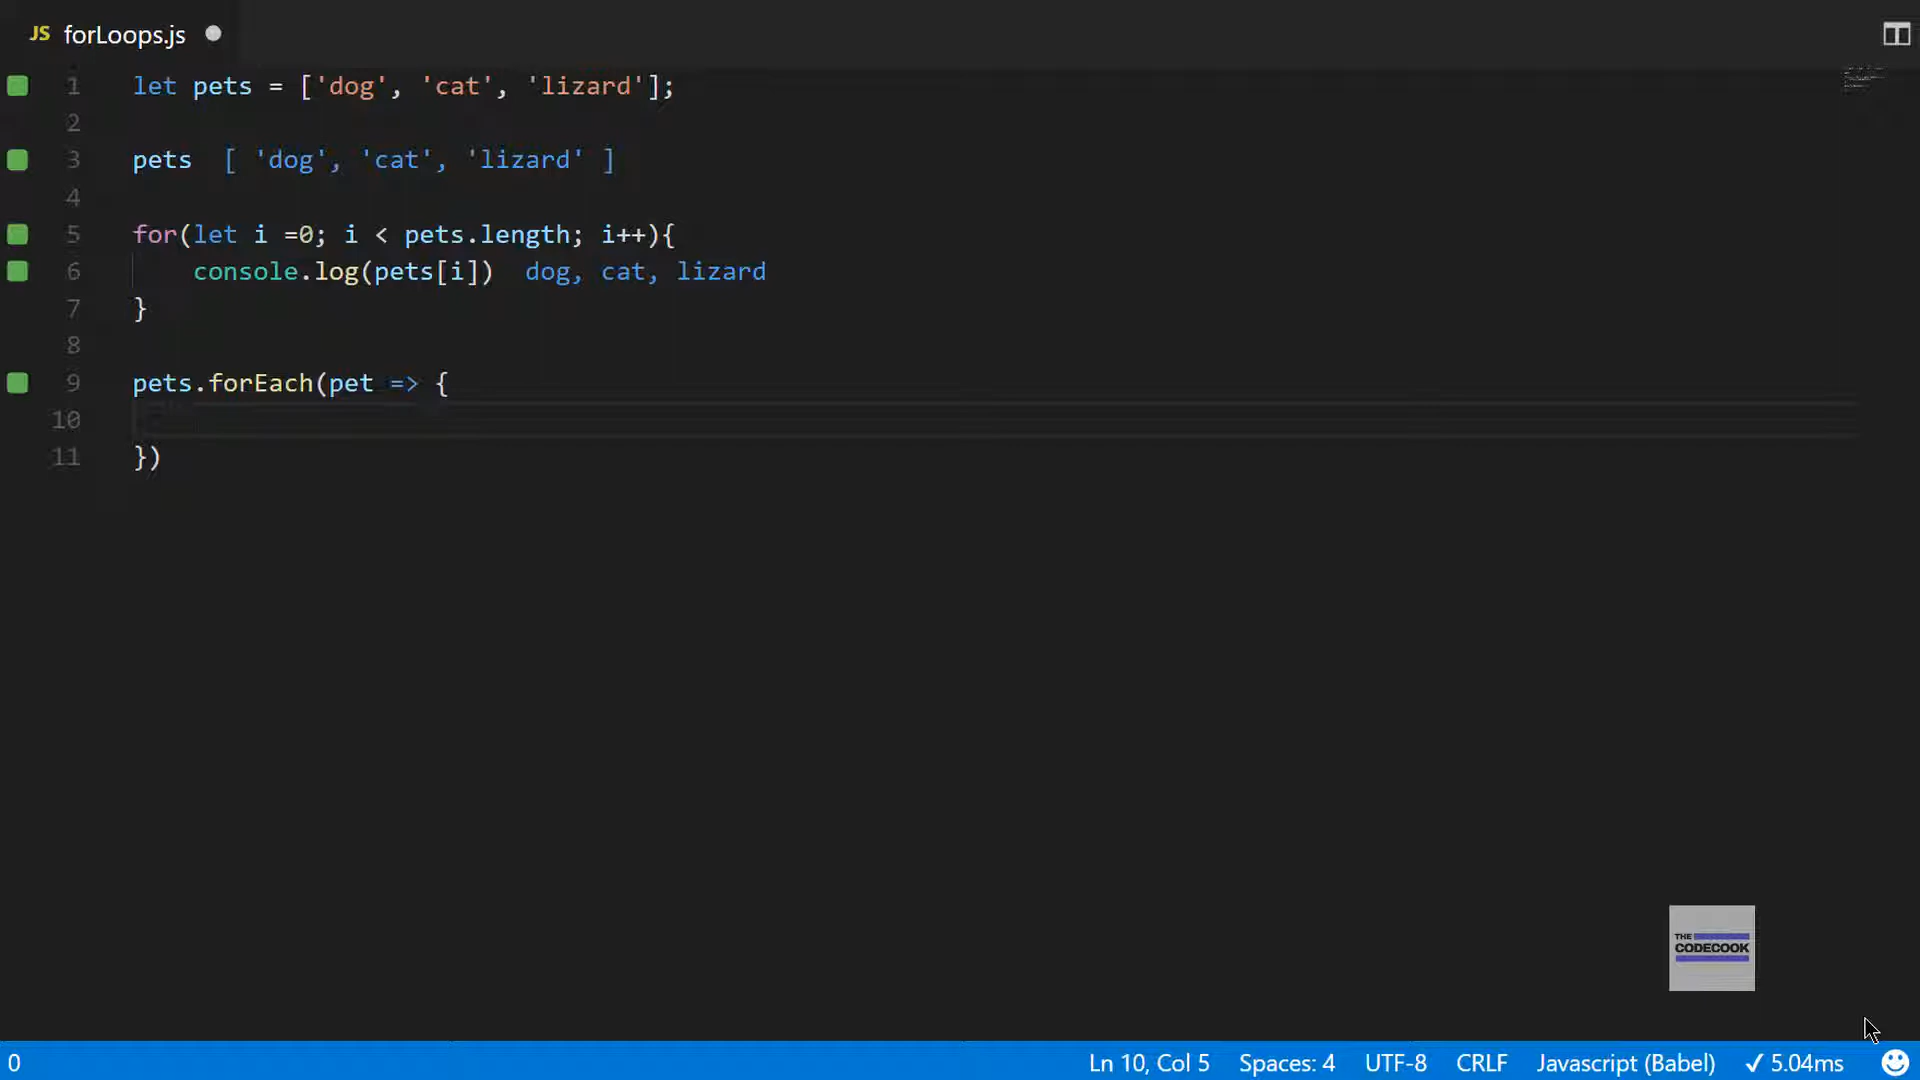 JS forLoops.js
1 let pets = ['dog', 'cat', 'lizard'];
2
3 pets [ 'dog', 'cat', 'lizard' ]
4
5 for(let i =0; i < pets.length; i++){
6 console.log(pets[i]) dog, cat, lizard
7 }
8
9 pets.forEach(pet => {
10
11 })
THE
CODECOOK
0 Ln 10, Col 5 Spaces: 4 UTF-8 CRLF Javascript (Babel) ✓ 5.04ms